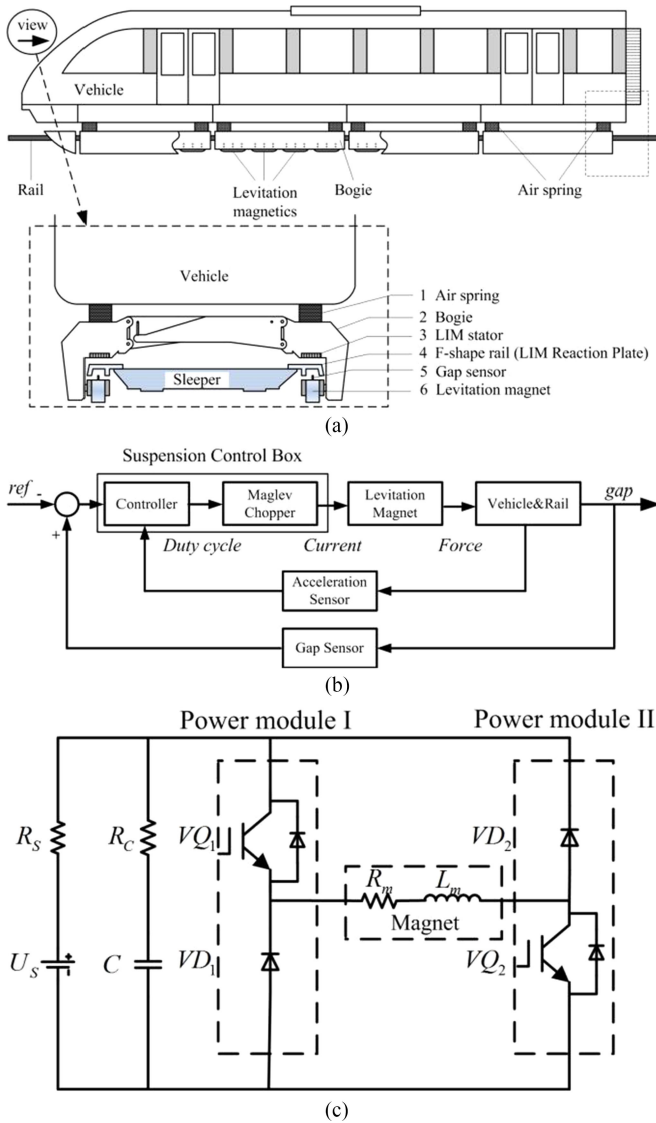 view
Vehicle
Rail
Levitation
magnetics
Bogie
Air spring
Vehicle
1 Air spring
2 Bogie
3 LIM stator
4 F-shape rail (LIM Reaction Plate)
5 Gap sensor
6 Levitation magnet
Sleeper
(a)
Suspension Control Box
ref
-
+
Controller
Maglev
Chopper
Levitation
Magnet
Vehicle&Rail
gap
Duty cycle
Current
Force
Acceleration
Sensor
Gap Sensor
(b)
Power module I
Power module II
R_S
R_C
VQ_1
VD_2
R_m
L_m
Magnet
U_S
+
-
C
VD_1
VQ_2
(c)